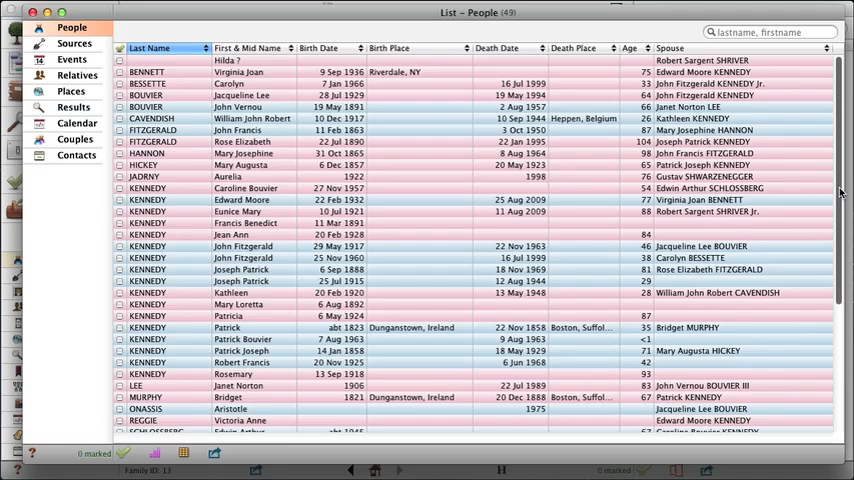 List - People (49)
People
Sources
Events
Relatives
Places
Results
Calendar
Couples
Contacts
lastname, firstname
Last Name First & Mid Name Birth Date Birth Place Death Date Death Place Age Spouse
Hilda ? Robert Sargent SHRIVER
BENNETT Virginia Joan 9 Sep 1936 Riverdale, NY 75 Edward Moore KENNEDY
BESSETTE Carolyn 7 Jan 1966 16 Jul 1999 33 John Fitzgerald KENNEDY Jr.
BOUVIER Jacqueline Lee 28 Jul 1929 19 May 1994 64 John Fitzgerald KENNEDY
BOUVIER John Vernou 19 May 1891 2 Aug 1957 66 Janet Norton LEE
CAVENDISH William John Robert 10 Dec 1917 10 Sep 1944 Heppen, Belgium 26 Kathleen KENNEDY
FITZGERALD John Francis 11 Feb 1863 3 Oct 1950 87 Mary Josephine HANNON
FITZGERALD Rose Elizabeth 22 Jul 1890 22 Jan 1995 104 Joseph Patrick KENNEDY
HANNON Mary Josephine 31 Oct 1865 8 Aug 1964 98 John Francis FITZGERALD
HICKEY Mary Augusta 6 Dec 1857 20 May 1923 65 Patrick Joseph KENNEDY
JADRNY Aurelia 1922 1998 76 Gustav SHWARZENEGGER
KENNEDY Caroline Bouvier 27 Nov 1957 54 Edwin Arthur SCHLOSSBERG
KENNEDY Edward Moore 22 Feb 1932 25 Aug 2009 77 Virginia Joan BENNETT
KENNEDY Eunice Mary 10 Jul 1921 11 Aug 2009 88 Robert Sargent SHRIVER Jr.
KENNEDY Francis Benedict 11 Mar 1891
KENNEDY Jean Ann 20 Feb 1928 84
KENNEDY John Fitzgerald 29 May 1917 22 Nov 1963 46 Jacqueline Lee BOUVIER
KENNEDY John Fitzgerald 25 Nov 1960 16 Jul 1999 38 Carolyn BESSETTE
KENNEDY Joseph Patrick 6 Sep 1888 18 Nov 1969 81 Rose Elizabeth FITZGERALD
KENNEDY Joseph Patrick 25 Jul 1915 12 Aug 1944 29
KENNEDY Kathleen 20 Feb 1920 13 May 1948 28 William John Robert CAVENDISH
KENNEDY Mary Loretta 6 Aug 1892
KENNEDY Patricia 6 May 1924 87
KENNEDY Patrick abt 1823 Dunganstown, Ireland 22 Nov 1858 Boston, Suffol... 35 Bridget MURPHY
KENNEDY Patrick Bouvier 7 Aug 1963 9 Aug 1963 <1
KENNEDY Patrick Joseph 14 Jan 1858 18 May 1929 71 Mary Augusta HICKEY
KENNEDY Robert Francis 20 Nov 1925 6 Jun 1968 42
KENNEDY Rosemary 13 Sep 1918 93
LEE Janet Norton 1906 22 Jul 1989 83 John Vernou BOUVIER III
MURPHY Bridget 1821 Dunganstown, Ireland 20 Dec 1888 Boston, Suffol... 67 Patrick KENNEDY
ONASSIS Aristotle 1975 Jacqueline Lee BOUVIER
REGGIE Victoria Anne Edward Moore KENNEDY
SCHLOSSBERG Edwin Arthur abt 1945 67 Caroline Bouvier KENNEDY
? 0 marked
? Family ID: 13 H 0 marked ?